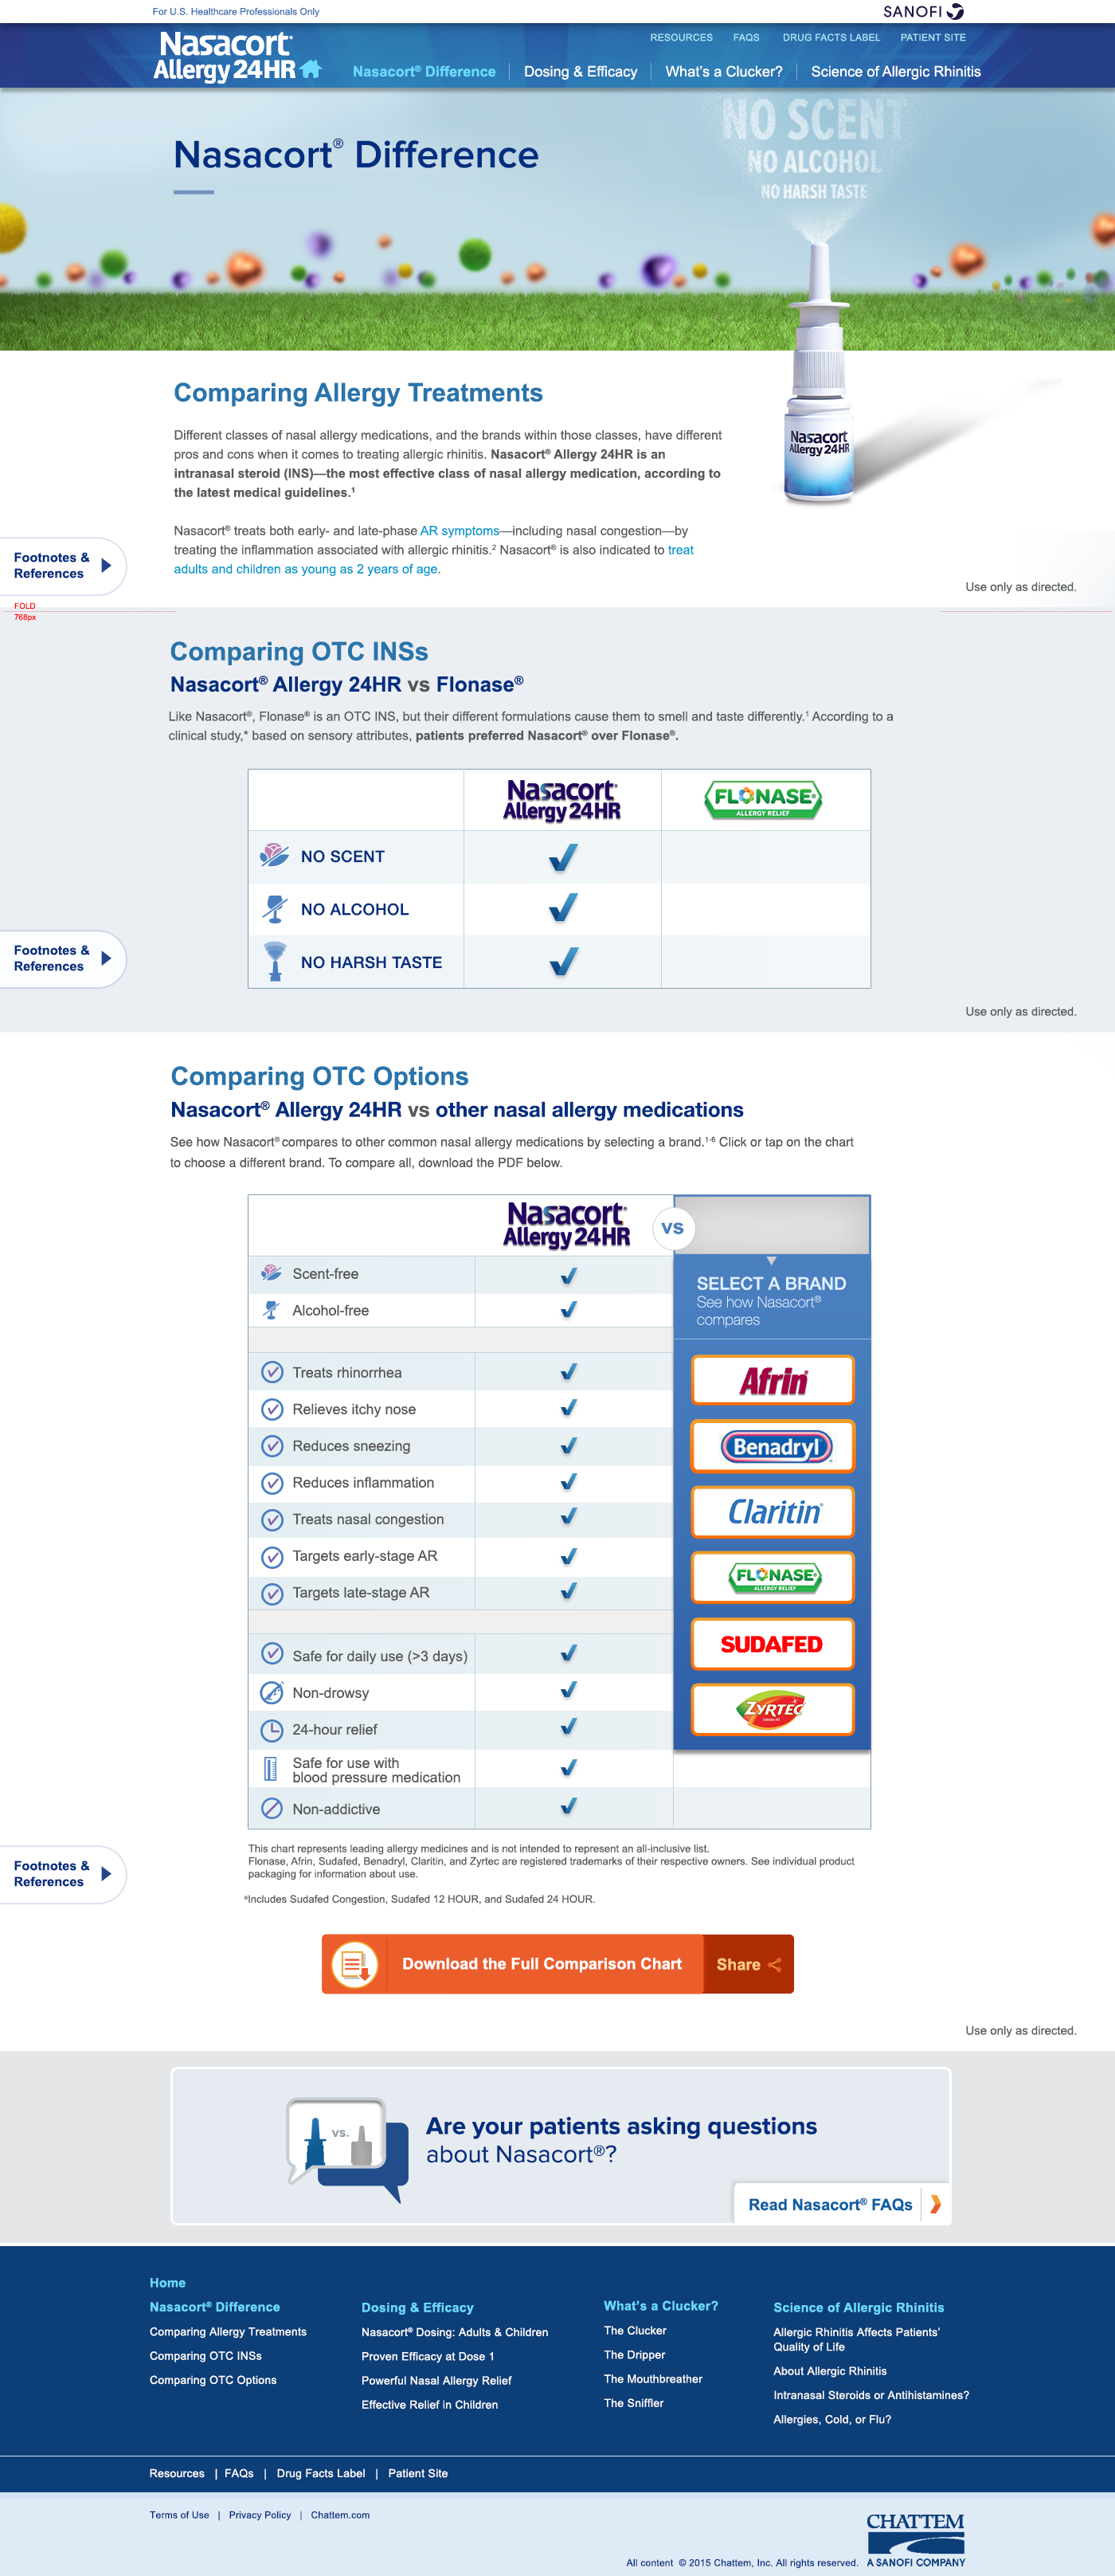 For U.S. Healthcare Professionals Only
SANOFI
RESOURCES FAQS DRUG FACTS LABEL PATIENT SITE
Nasacort®
Allergy 24HR
Nasacort® Difference Dosing & Efficacy What's a Clucker? Science of Allergic Rhinitis
NO SCENT
NO ALCOHOL
NO HARSH TASTE
Nasacort® Difference
Nasacort
Allergy 24HR
Comparing Allergy Treatments
Different classes of nasal allergy medications, and the brands within those classes, have different
pros and cons when it comes to treating allergic rhinitis. Nasacort® Allergy 24HR is an
intranasal steroid (INS)—the most effective class of nasal allergy medication, according to
the latest medical guidelines.¹
Nasacort® treats both early- and late-phase AR symptoms—including nasal congestion—by
treating the inflammation associated with allergic rhinitis.² Nasacort® is also indicated to treat
adults and children as young as 2 years of age.
Footnotes &
References
Use only as directed.
FOLD
768px
Comparing OTC INSs
Nasacort® Allergy 24HR vs Flonase®
Like Nasacort®, Flonase® is an OTC INS, but their different formulations cause them to smell and taste differently.¹ According to a
clinical study,* based on sensory attributes, patients preferred Nasacort® over Flonase®.
Nasacort®
Allergy 24HR
FLONASE®
ALLERGY RELIEF
NO SCENT
NO ALCOHOL
NO HARSH TASTE
Footnotes &
References
Use only as directed.
Comparing OTC Options
Nasacort® Allergy 24HR vs other nasal allergy medications
See how Nasacort® compares to other common nasal allergy medications by selecting a brand.¹⁻⁶ Click or tap on the chart
to choose a different brand. To compare all, download the PDF below.
Nasacort®
Allergy 24HR
VS
SELECT A BRAND
See how Nasacort®
compares
Scent-free
Alcohol-free
Treats rhinorrhea
Relieves itchy nose
Reduces sneezing
Reduces inflammation
Treats nasal congestion
Targets early-stage AR
Targets late-stage AR
Safe for daily use (>3 days)
Non-drowsy
24-hour relief
Safe for use with
blood pressure medication
Non-addictive
Afrin
Benadryl
Claritin
FLONASE
ALLERGY RELIEF
SUDAFED
ZYRTEC
This chart represents leading allergy medicines and is not intended to represent an all-inclusive list.
Flonase, Afrin, Sudafed, Benadryl, Claritin, and Zyrtec are registered trademarks of their respective owners. See individual product
packaging for information about use.
*Includes Sudafed Congestion, Sudafed 12 HOUR, and Sudafed 24 HOUR.
Footnotes &
References
Download the Full Comparison Chart Share
Use only as directed.
vs.
Are your patients asking questions
about Nasacort®?
Read Nasacort® FAQs
Home
Nasacort® Difference
Comparing Allergy Treatments
Comparing OTC INSs
Comparing OTC Options
Dosing & Efficacy
Nasacort® Dosing: Adults & Children
Proven Efficacy at Dose 1
Powerful Nasal Allergy Relief
Effective Relief in Children
What's a Clucker?
The Clucker
The Dripper
The Mouthbreather
The Sniffler
Science of Allergic Rhinitis
Allergic Rhinitis Affects Patients'
Quality of Life
About Allergic Rhinitis
Intranasal Steroids or Antihistamines?
Allergies, Cold, or Flu?
Resources | FAQs | Drug Facts Label | Patient Site
Terms of Use | Privacy Policy | Chattem.com
CHATTEM
A SANOFI COMPANY
All content © 2015 Chattem, Inc. All rights reserved.